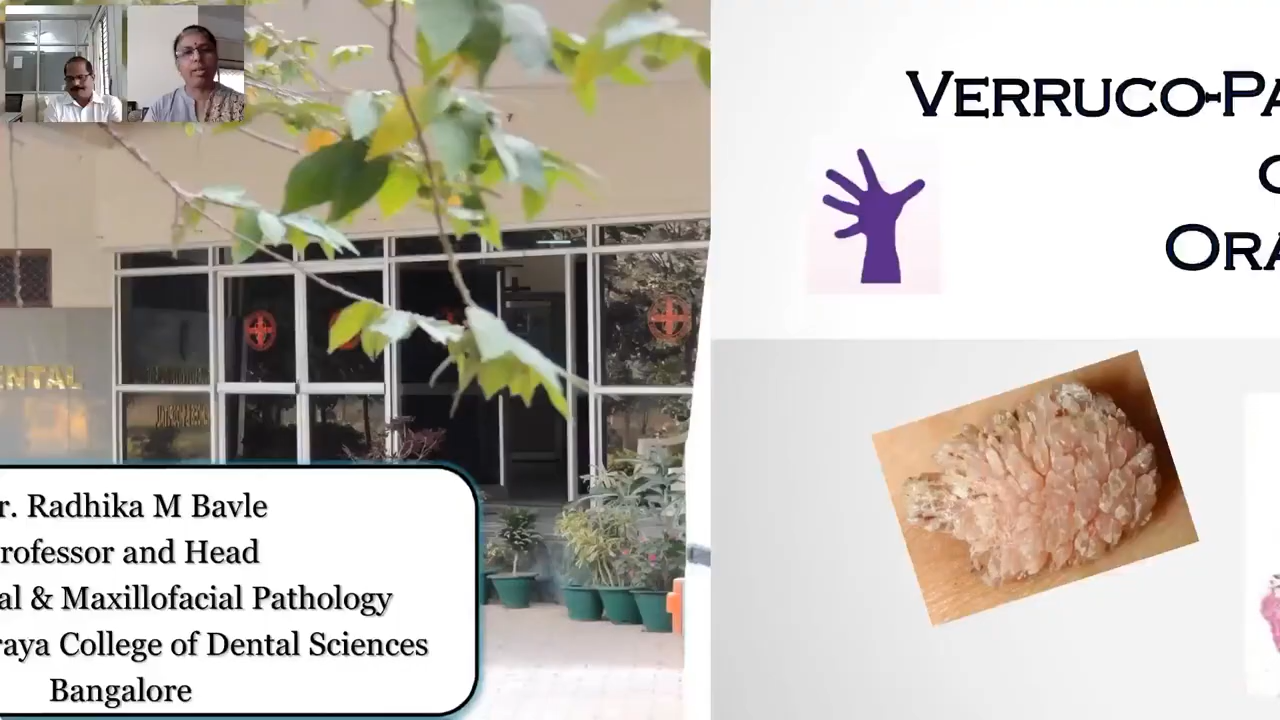 VERRUCO-PA
O
ORA
ENTAL
r. Radhika M Bavle
rofessor and Head
al & Maxillofacial Pathology
raya College of Dental Sciences
Bangalore